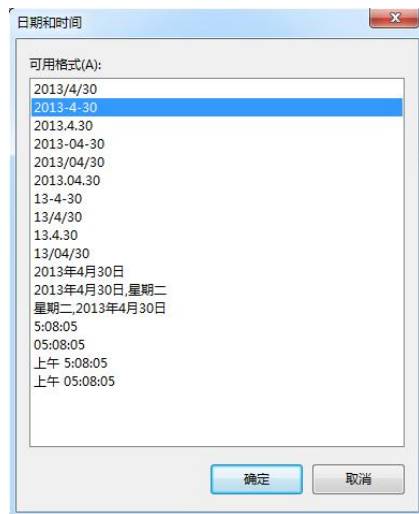 日期和时间
可用格式(A):
2013/4/30
2013-4-30
2013.4.30
2013-04-30
2013/04/30
2013.04.30
13-4-30
13/4/30
13.4.30
13/04/30
2013年4月30日
2013年4月30日,星期二
星期二,2013年4月30日
5:08:05
05:08:05
上午 5:08:05
上午 05:08:05
确定
取消